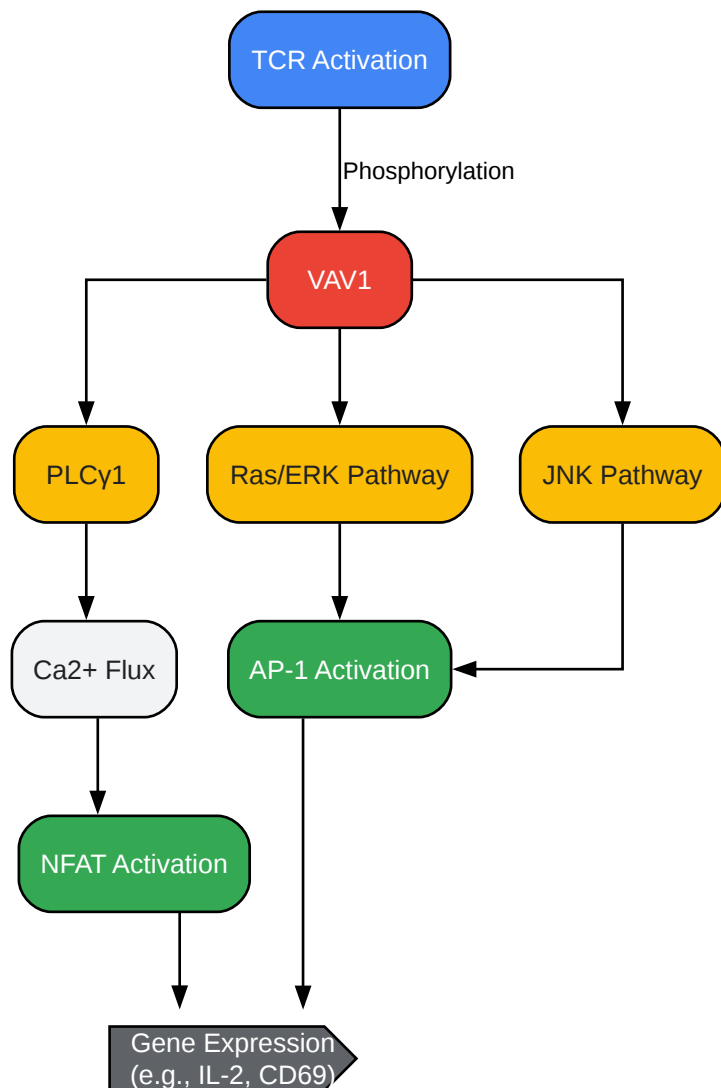 TCR Activation
Phosphorylation
VAV1
PLCγ1
Ras/ERK Pathway
JNK Pathway
Ca2+ Flux
AP-1 Activation
NFAT Activation
Gene Expression
(e.g., IL-2, CD69)